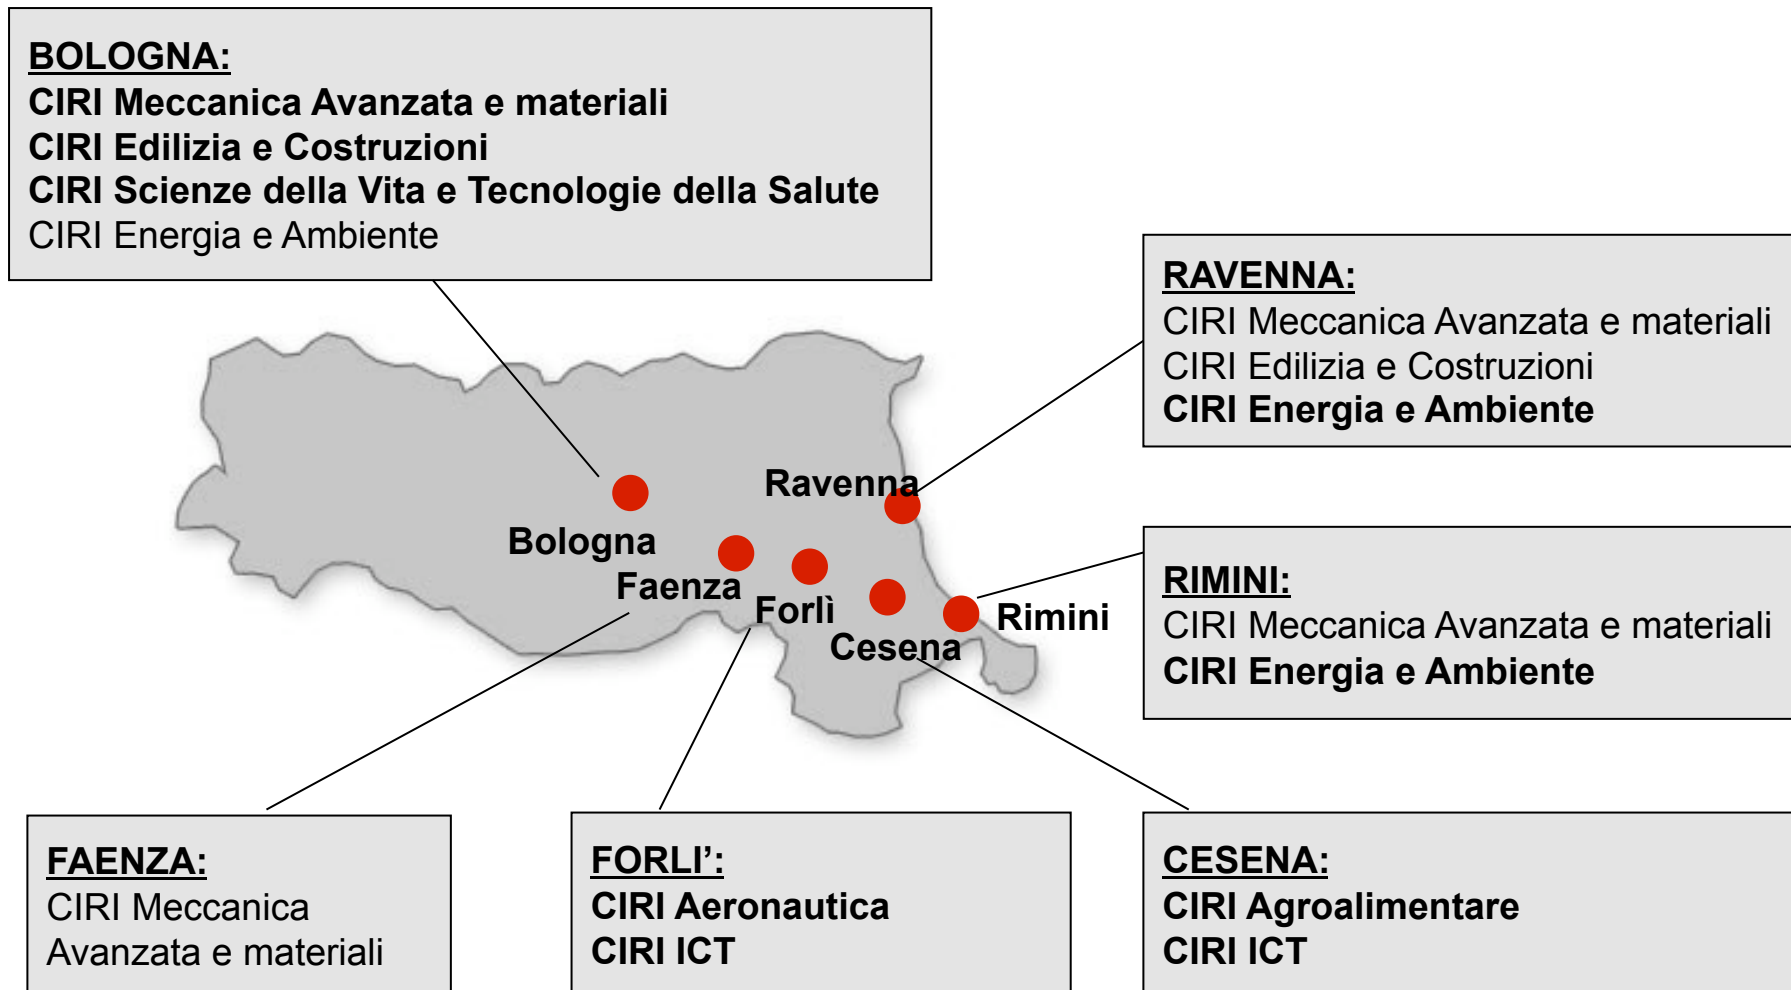 BOLOGNA:
CIRI Meccanica Avanzata e materiali
CIRI Edilizia e Costruzioni
CIRI Scienze della Vita e Tecnologie della Salute
CIRI Energia e Ambiente
RAVENNA:
CIRI Meccanica Avanzata e materiali
CIRI Edilizia e Costruzioni
CIRI Energia e Ambiente
Ravenna
Bologna
Faenza
Forlì
Cesena
Rimini
RIMINI:
CIRI Meccanica Avanzata e materiali
CIRI Energia e Ambiente
FAENZA:
CIRI Meccanica
Avanzata e materiali
FORLI’:
CIRI Aeronautica
CIRI ICT
CESENA:
CIRI Agroalimentare
CIRI ICT